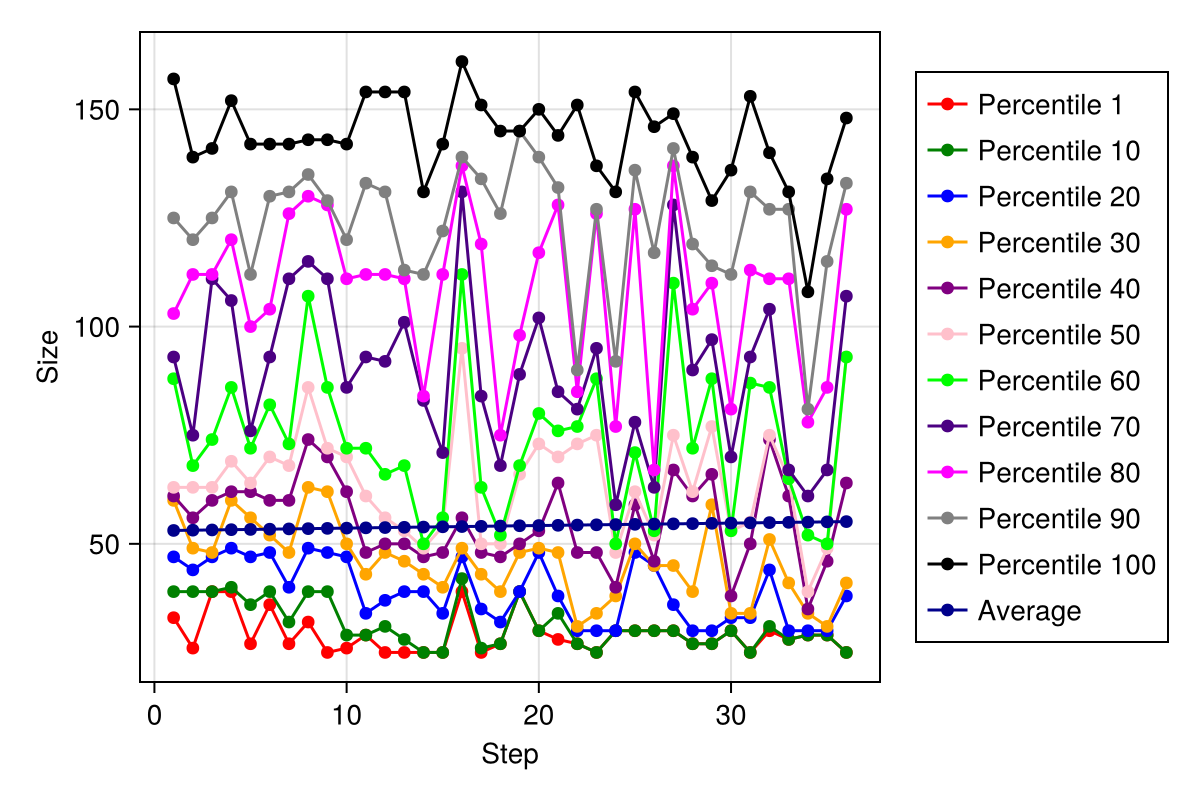 150
100
50
0
10
20
30
Size
Step
Percentile 1
Percentile 10
Percentile 20
Percentile 30
Percentile 40
Percentile 50
Percentile 60
Percentile 70
Percentile 80
Percentile 90
Percentile 100
Average